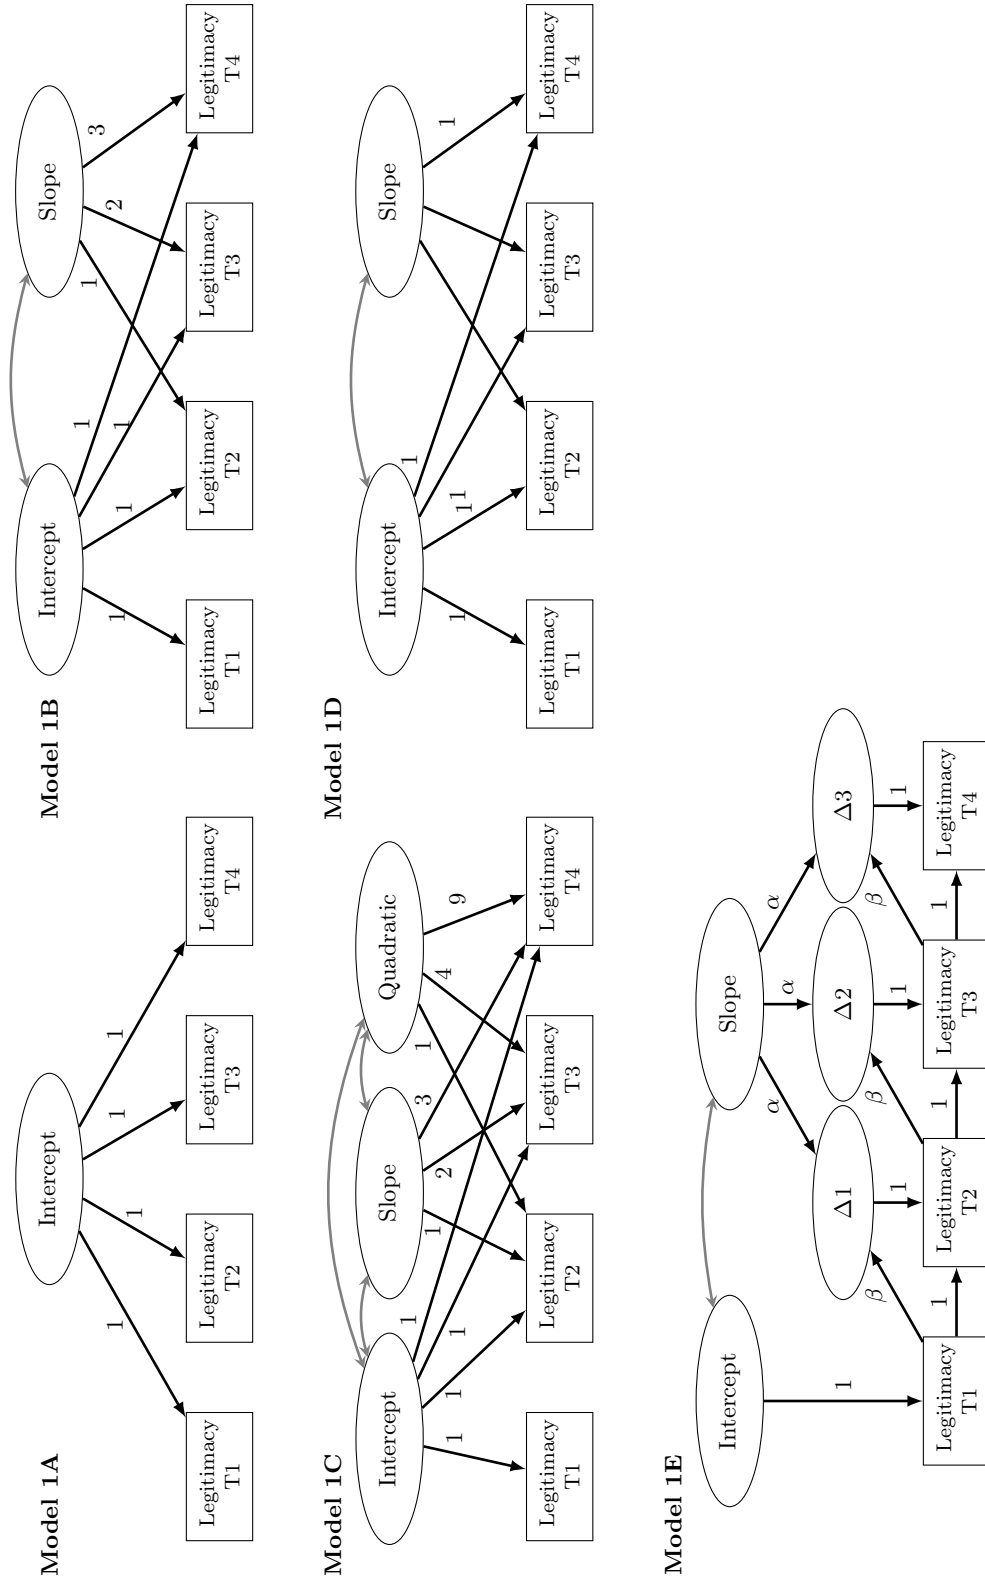 Model 1A
Intercept
1
1
1
1
Legitimacy
T1
Legitimacy
T2
Legitimacy
T3
Legitimacy
T4
Model 1B
Intercept
Slope
1
1
1
1
1
2
3
Legitimacy
T1
Legitimacy
T2
Legitimacy
T3
Legitimacy
T4
Model 1C
Intercept
Slope
Quadratic
1
1
1
1
1
2
3
1
4
9
Legitimacy
T1
Legitimacy
T2
Legitimacy
T3
Legitimacy
T4
Model 1D
Intercept
Slope
1
1
1
1
1
Legitimacy
T1
Legitimacy
T2
Legitimacy
T3
Legitimacy
T4
Model 1E
Intercept
Slope
α
α
α
1
Δ1
Δ2
Δ3
β
β
β
1
1
1
1
1
1
Legitimacy
T1
Legitimacy
T2
Legitimacy
T3
Legitimacy
T4